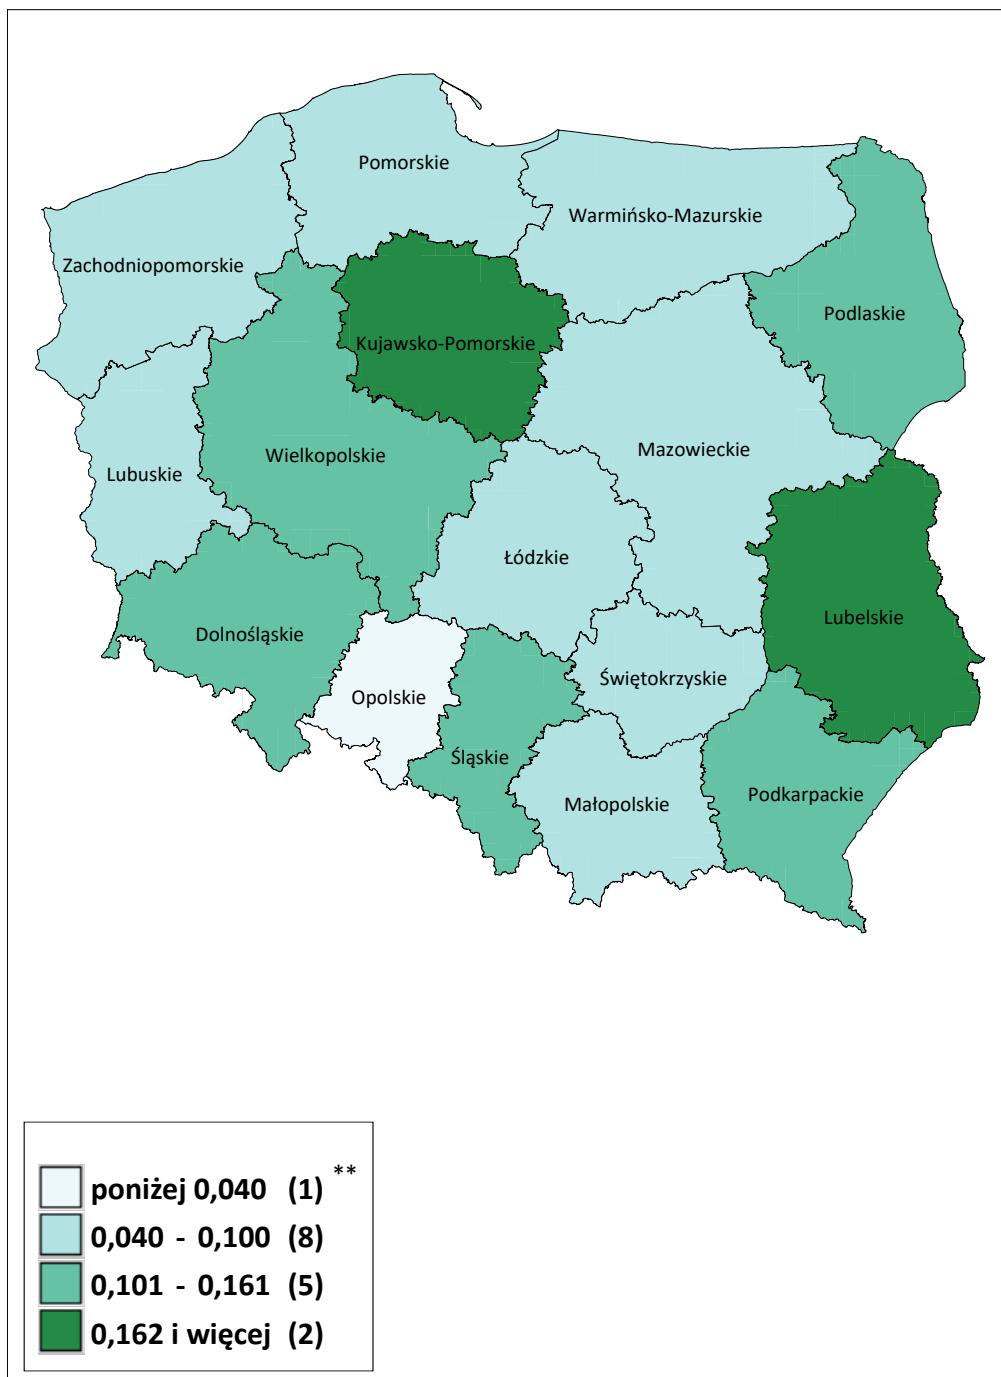 Pomorskie
Warmińsko-Mazurskie
Zachodniopomorskie
Podlaskie
Kujawsko-Pomorskie
Mazowieckie
Wielkopolskie
Lubuskie
Łódzkie
Lubelskie
Dolnośląskie
Świętokrzyskie
Opolskie
Śląskie
Podkarpackie
Małopolskie
poniżej 0,040 (1) **
0,040 - 0,100 (8)
0,101 - 0,161 (5)
0,162 i więcej (2)